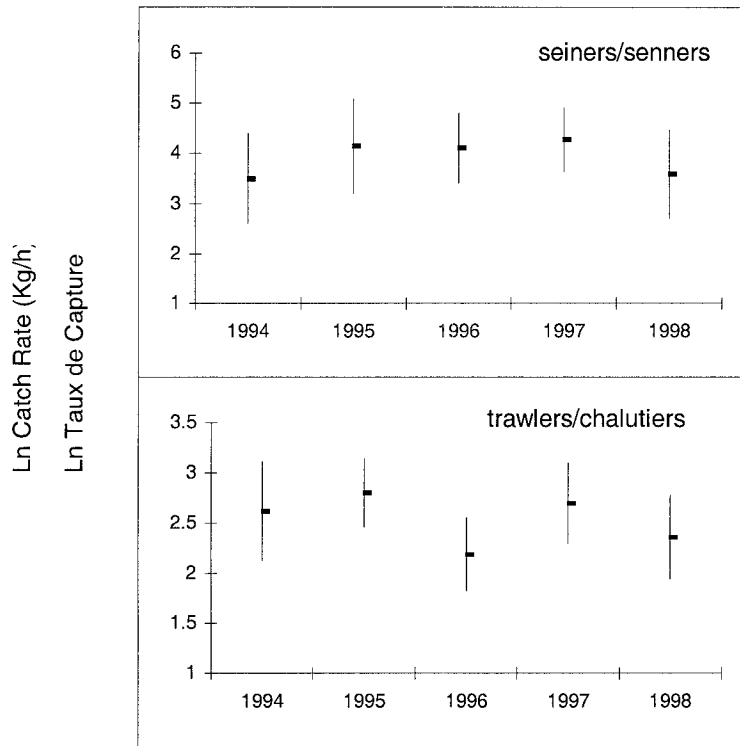 Ln Catch Rate (Kg/h)
Ln Taux de Capture
seiners/senners
6
5
4
3
2
1
1994 1995 1996 1997 1998
trawlers/chalutiers
3.5
3
2.5
2
1.5
1
1994 1995 1996 1997 1998